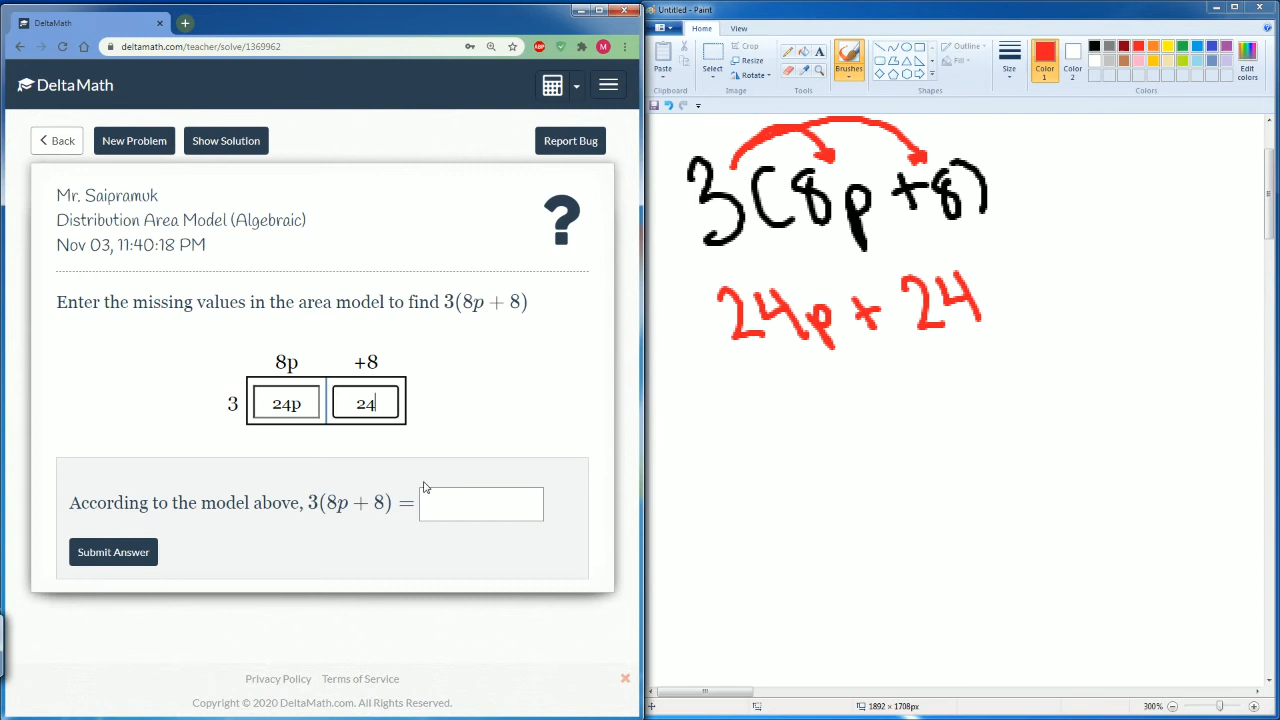 DeltaMath
deltamath.com/teacher/solve/1369962
ABP
M
DeltaMath
Back
New Problem
Show Solution
Report Bug
Mr. Saipramuk
Distribution Area Model (Algebraic)
Nov 03, 11:40:18 PM
?
Enter the missing values in the area model to find 3(8p + 8)
8p +8
3 24p 24
According to the model above, 3(8p + 8) =
Submit Answer
Privacy Policy Terms of Service
Copyright © 2020 DeltaMath.com. All Rights Reserved.
Untitled - Paint
Home View
Paste
Select
Crop
Resize
Rotate
A
Brushes
Size
Outline
Fill
Color 1
Color 2
Edit colors
Clipboard
Image
Tools
Shapes
Colors
3(8p +8)
24p + 24
1892 × 1708px
300%